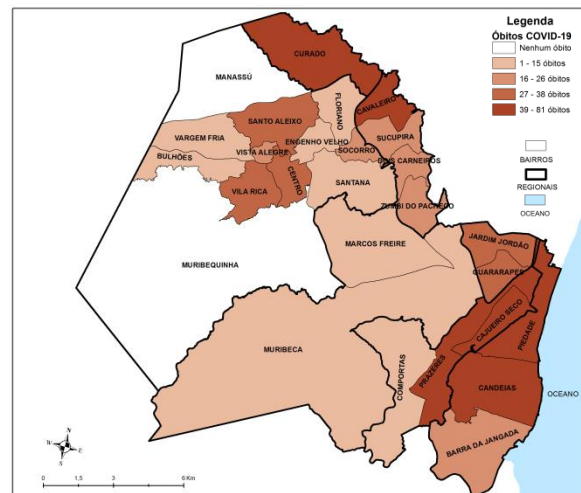 Legenda
Óbitos COVID-19
Nenhum óbito
1 - 15 óbitos
16 - 26 óbitos
27 - 38 óbitos
39 - 81 óbitos
BAIRROS
REGIONAIS
OCEANO
CURADO
MANASSÚ
FLORIANO
CAVALEIRO
SANTO ALEIXO
SUCUPIRA
VARGEM FRIA
ENGENHO VELHO
SOCORRO
VISTA ALEGRE
BULHÕES
DOIS CARNEIROS
VILA RICA
CENTRO
SANTANA
ZUMBI DO PACHECO
MARCOS FREIRE
JARDIM JORDÃO
MURIBEQUINHA
GUARARAPES
CAJUEIRO SECO
PIEDADE
MURIBECA
COMPORTAS
PRAZERES
CANDEIAS
OCEANO
BARRA DA JANGADA
N
W
E
S
0 1,5 3 6 Km